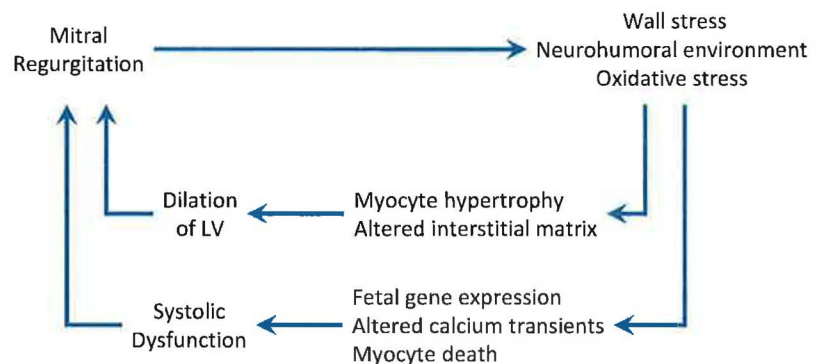 Mitral
Regurgitation
Wall stress
Neurohumoral environment
Oxidative stress
Dilation
of LV
Myocyte hypertrophy
Altered interstitial matrix
Systolic
Dysfunction
Fetal gene expression
Altered calcium transients
Myocyte death